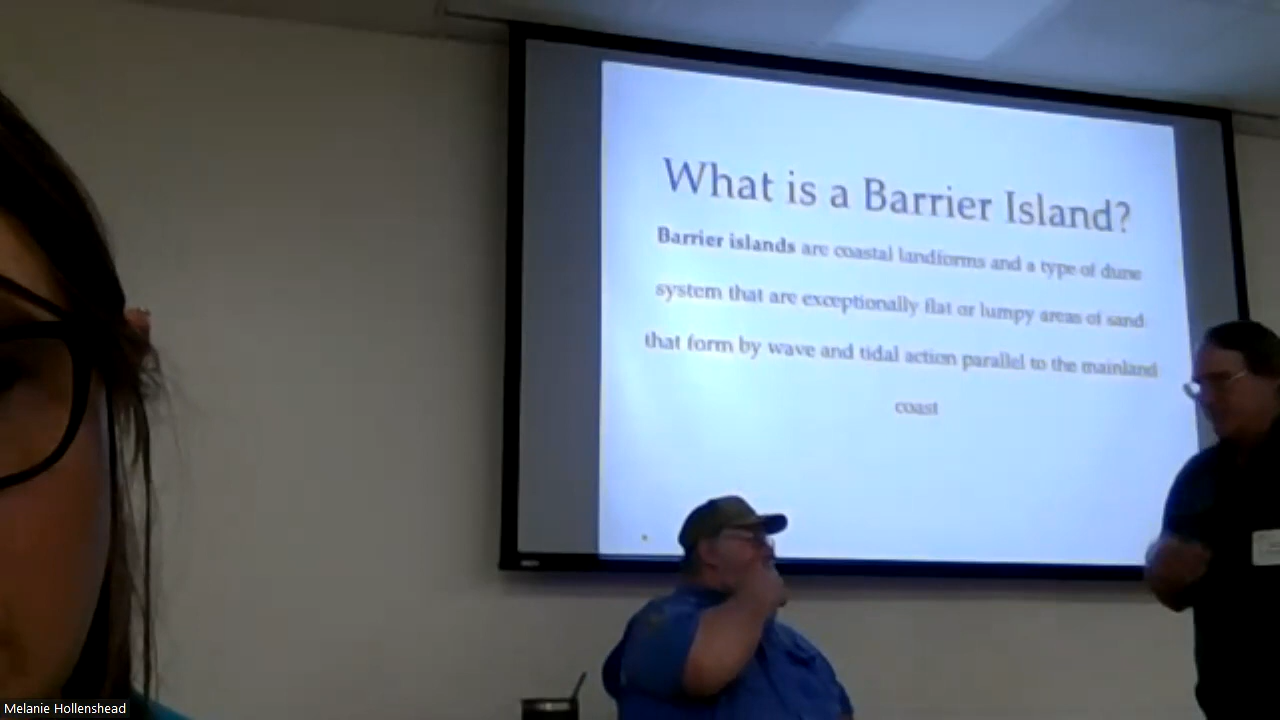 What is a Barrier Island?
Barrier islands are coastal landforms and a type of dune
system that are exceptionally flat or lumpy areas of sand
that form by wave and tidal action parallel to the mainland
coast
Melanie Hollenshead